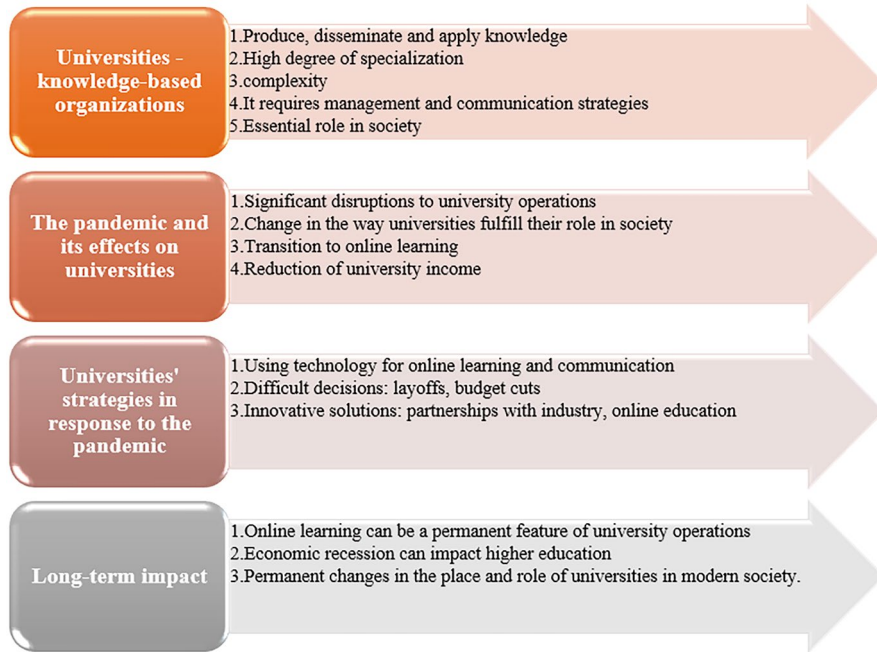 Universities -
knowledge-based
organizations
1.Produce, disseminate and apply knowledge
2.High degree of specialization
3.complexity
4.It requires management and communication strategies
5.Essential role in society
The pandemic and
its effects on
universities
1.Significant disruptions to university operations
2.Change in the way universities fulfill their role in society
3.Transition to online learning
4.Reduction of university income
Universities'
strategies in
response to the
pandemic
1.Using technology for online learning and communication
2.Difficult decisions: layoffs, budget cuts
3.Innovative solutions: partnerships with industry, online education
Long-term impact
1.Online learning can be a permanent feature of university operations
2.Economic recession can impact higher education
3.Permanent changes in the place and role of universities in modern society.